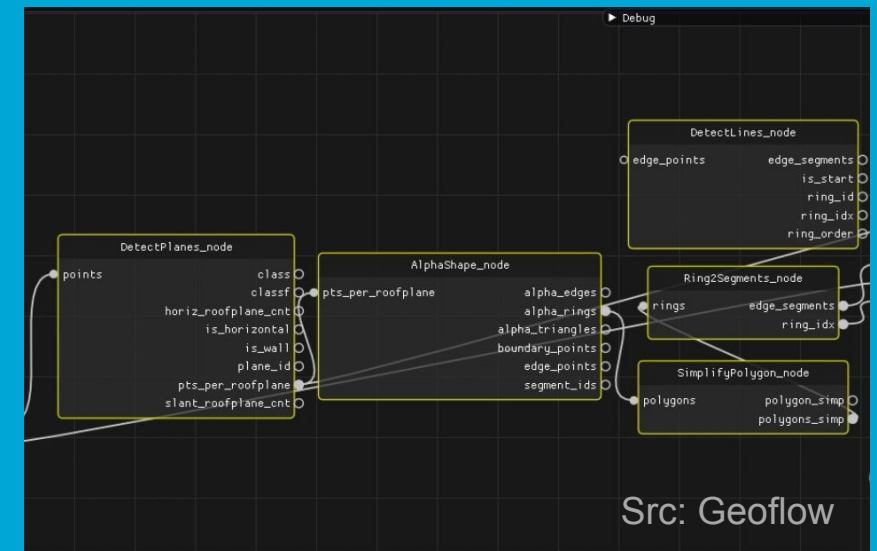 ▶ Debug
DetectLines_node
edge_points edge_segments
is_start
ring_id
ring_idx
ring_order
DetectPlanes_node
points class
classf
horiz_roofplane_cnt
is_horizontal
is_wall
plane_id
pts_per_roofplane
slant_roofplane_cnt
AlphaShape_node
pts_per_roofplane alpha_edges
alpha_rings
alpha_triangles
boundary_points
edge_points
segment_ids
Ring2Segments_node
rings edge_segments
ring_idx
SimplifyPolygon_node
polygons polygon_simp
polygons_simp
Src: Geoflow